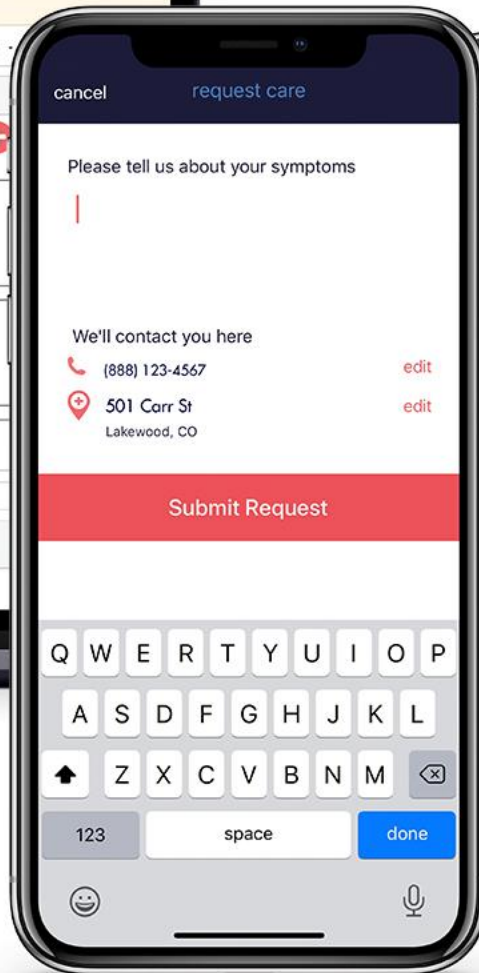 cancel request care
Please tell us about your symptoms
We'll contact you here
(888) 123-4567 edit
501 Carr St edit
Lakewood, CO
Submit Request
Q W E R T Y U I O P
A S D F G H J K L
Z X C V B N M
123 space done